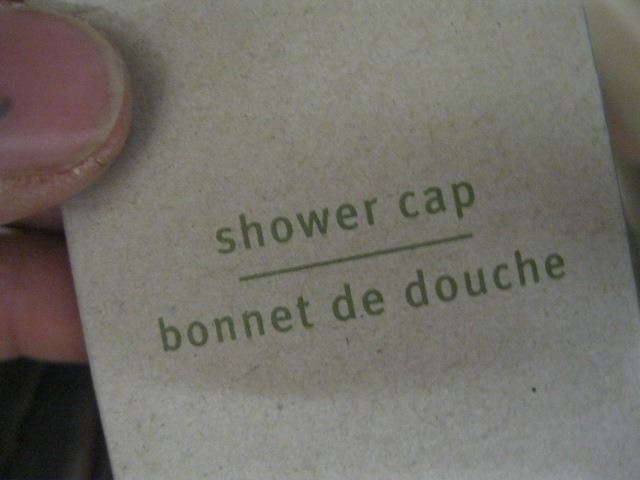 shower cap
bonnet de douche